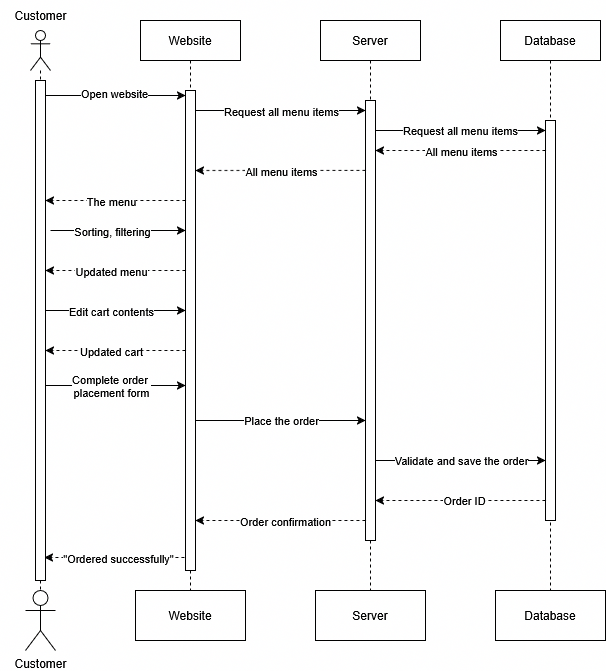 Customer
Website
Server
Database
Open website
Request all menu items
Request all menu items
All menu items
All menu items
The menu
Sorting, filtering
Updated menu
Edit cart contents
Updated cart
Complete order
placement form
Place the order
Validate and save the order
Order ID
Order confirmation
"Ordered successfully"
Website
Server
Database
Customer